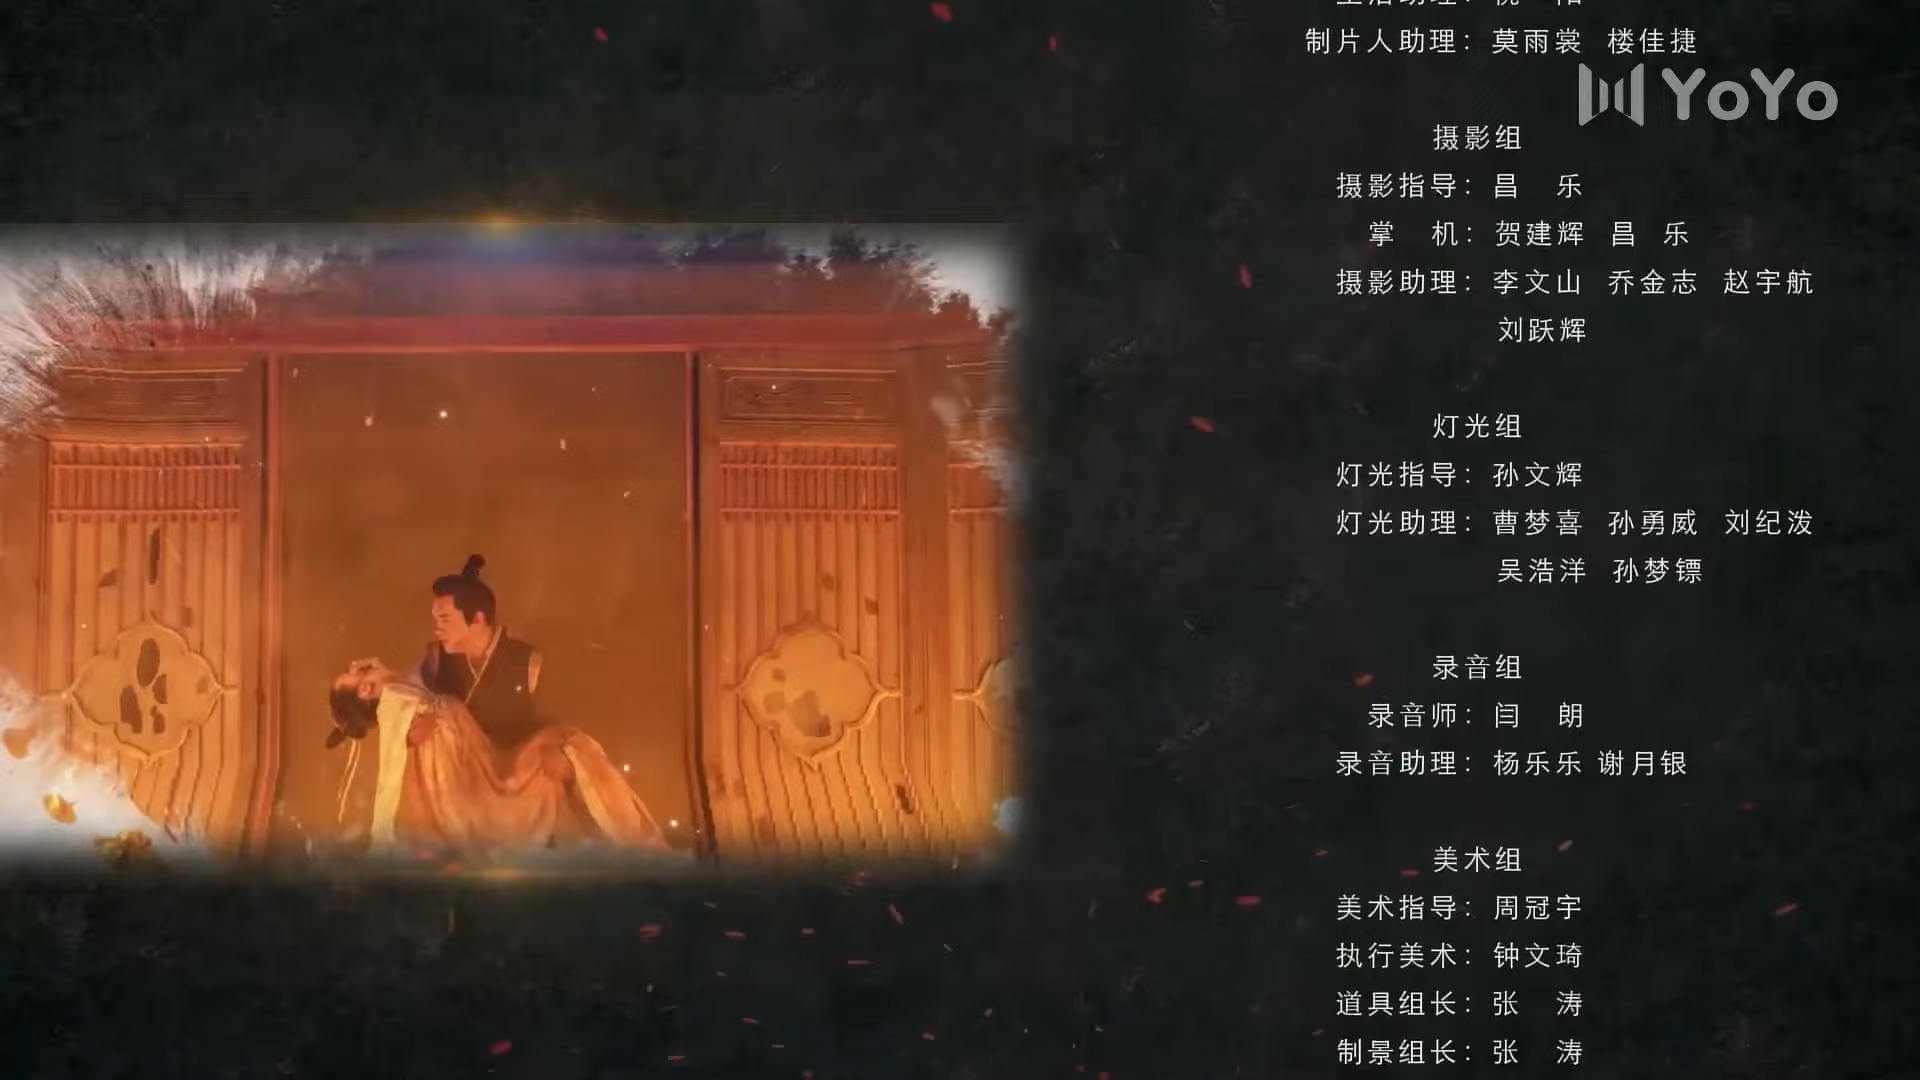 制片人助理：莫雨裳 楼佳捷
YoYo
摄影组
摄影指导：昌 乐
掌 机：贺建辉 昌 乐
摄影助理：李文山 乔金志 赵宇航
刘跃辉
灯光组
灯光指导：孙文辉
灯光助理：曹梦喜 孙勇威 刘纪泼
吴浩洋 孙梦镖
录音组
录音师：闫 朗
录音助理：杨乐乐 谢月银
美术组
美术指导：周冠宇
执行美术：钟文琦
道具组长：张 涛
制景组长：张 涛